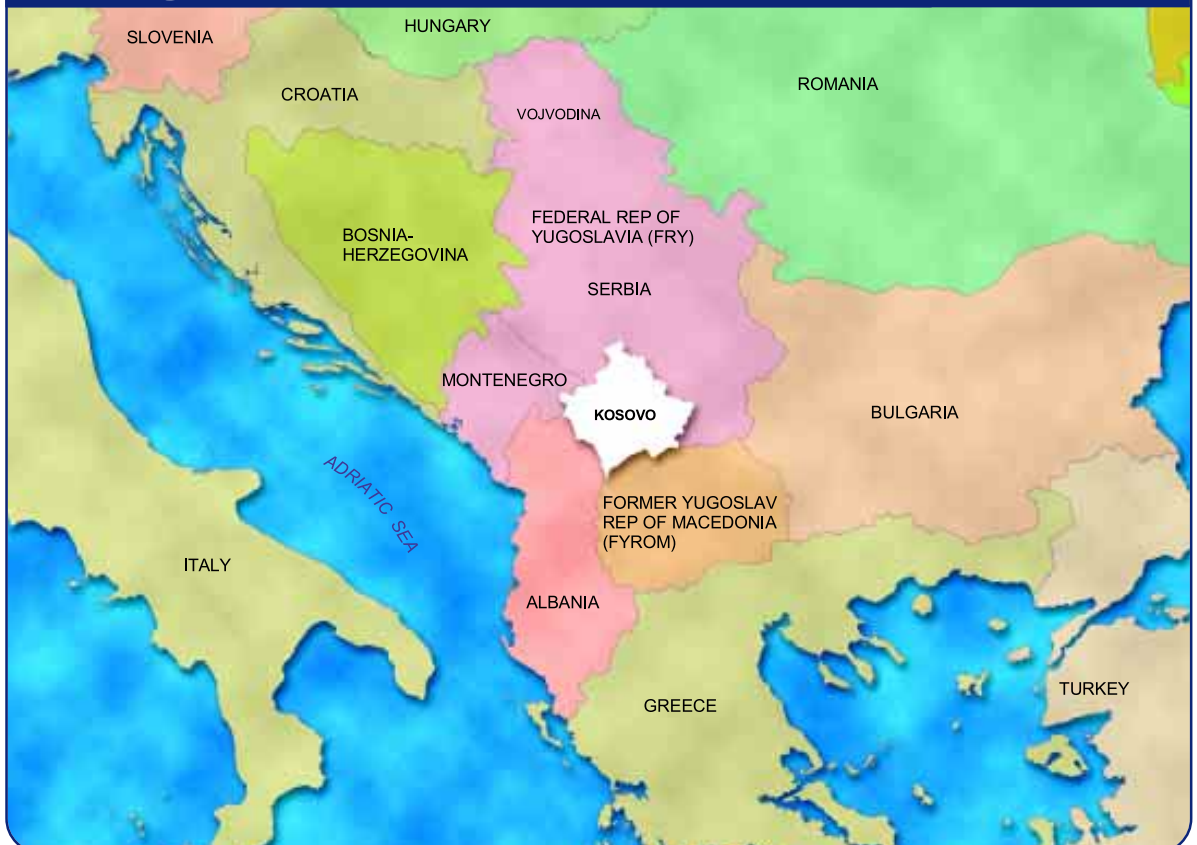 HUNGARY
SLOVENIA
ROMANIA
CROATIA
VOJVODINA
FEDERAL REP OF
YUGOSLAVIA (FRY)
BOSNIA-
HERZEGOVINA
SERBIA
MONTENEGRO
KOSOVO
BULGARIA
ADRIATIC SEA
FORMER YUGOSLAV
REP OF MACEDONIA
(FYROM)
ITALY
ALBANIA
TURKEY
GREECE